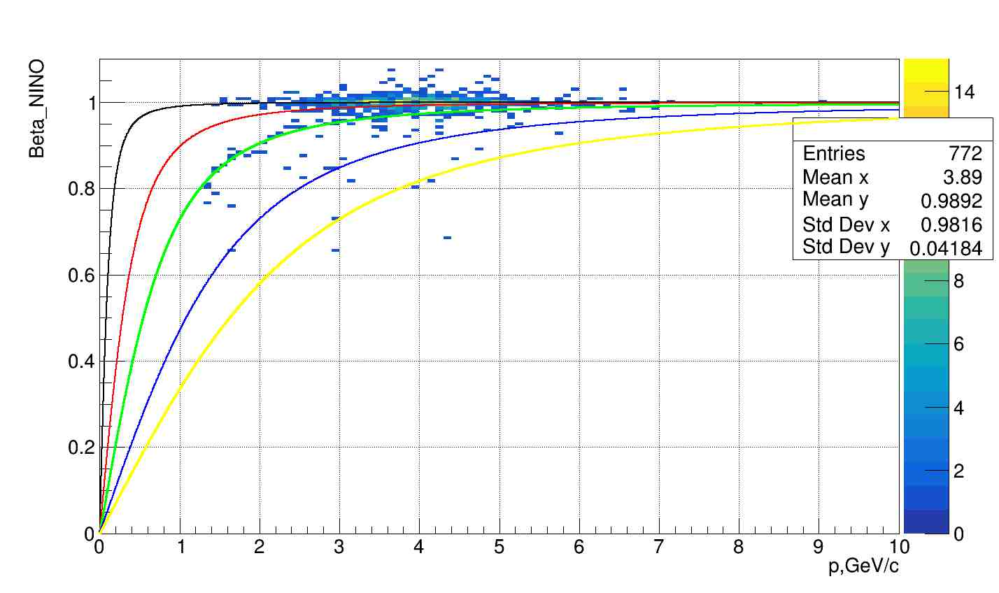 Beta_NINO
1
0.8
0.6
0.4
0.2
0
0 1 2 3 4 5 6 7 8 9 10
p,GeV/c
14
8
6
4
2
0
Entries 772
Mean x 3.89
Mean y 0.9892
Std Dev x 0.9816
Std Dev y 0.04184